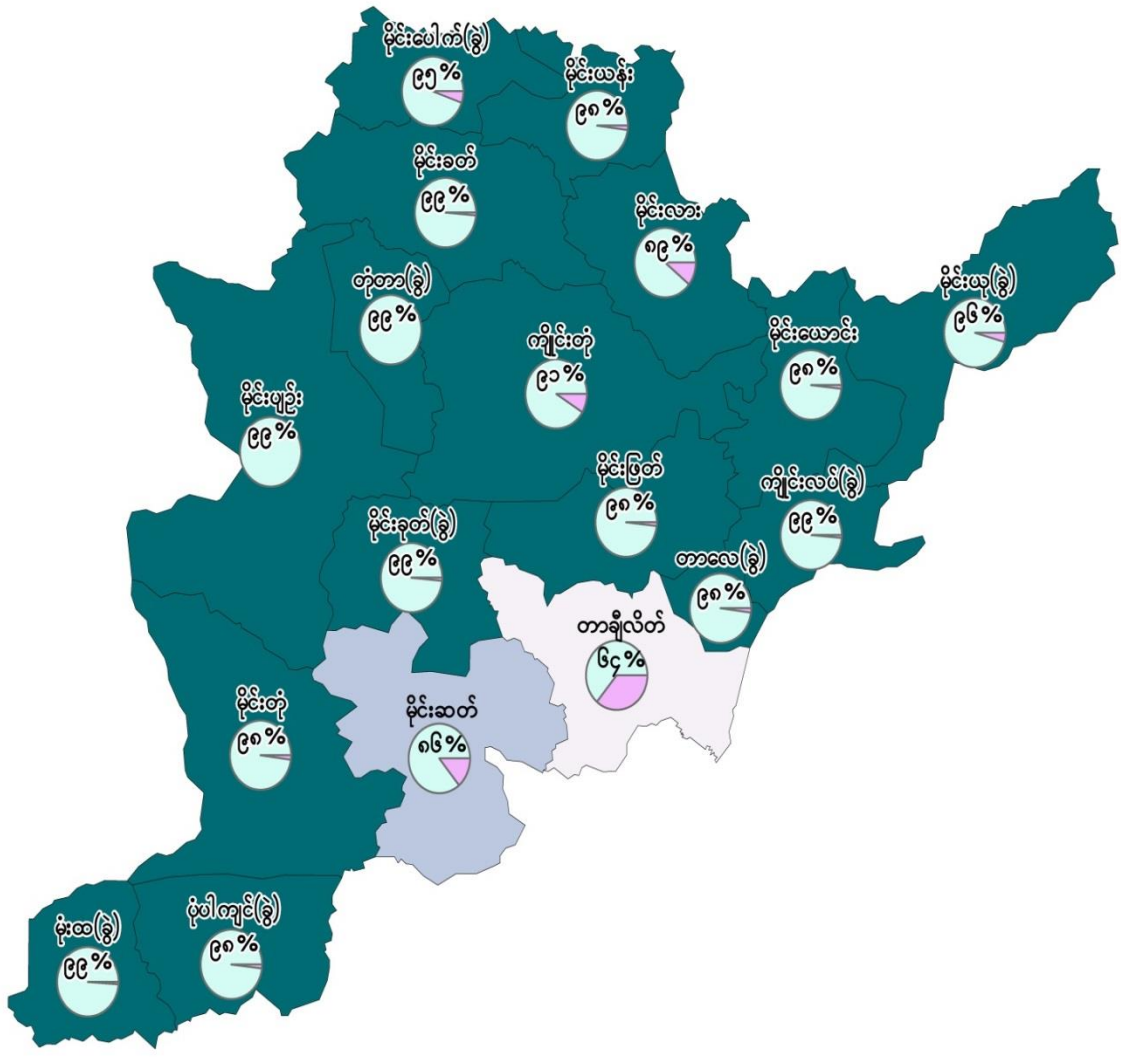 မိုင်းပေါက်(ခွဲ)
၉၅%
မိုင်းယန်း
၉၈%
မိုင်းခတ်
၉၉%
မိုင်းလား
၈၉%
တုံတာ(ခွဲ)
၉၉%
မိုင်းယု(ခွဲ)
၉၆%
ကျိုင်းတုံ
၉၁%
မိုင်းယောင်း
၉၈%
မိုင်းပျဉ်း
၉၉%
မိုင်းဖြတ်
၉၈%
ကျိုင်းလပ်(ခွဲ)
၉၉%
မိုင်းခုတ်(ခွဲ)
၉၉%
တာလေ(ခွဲ)
၉၈%
တာချီလိတ်
၆၄%
မိုင်းတုံ
၉၈%
မိုင်းဆတ်
၈၆%
မုံးထ(ခွဲ)
၉၉%
ပုံပါကျင်(ခွဲ)
၉၈%